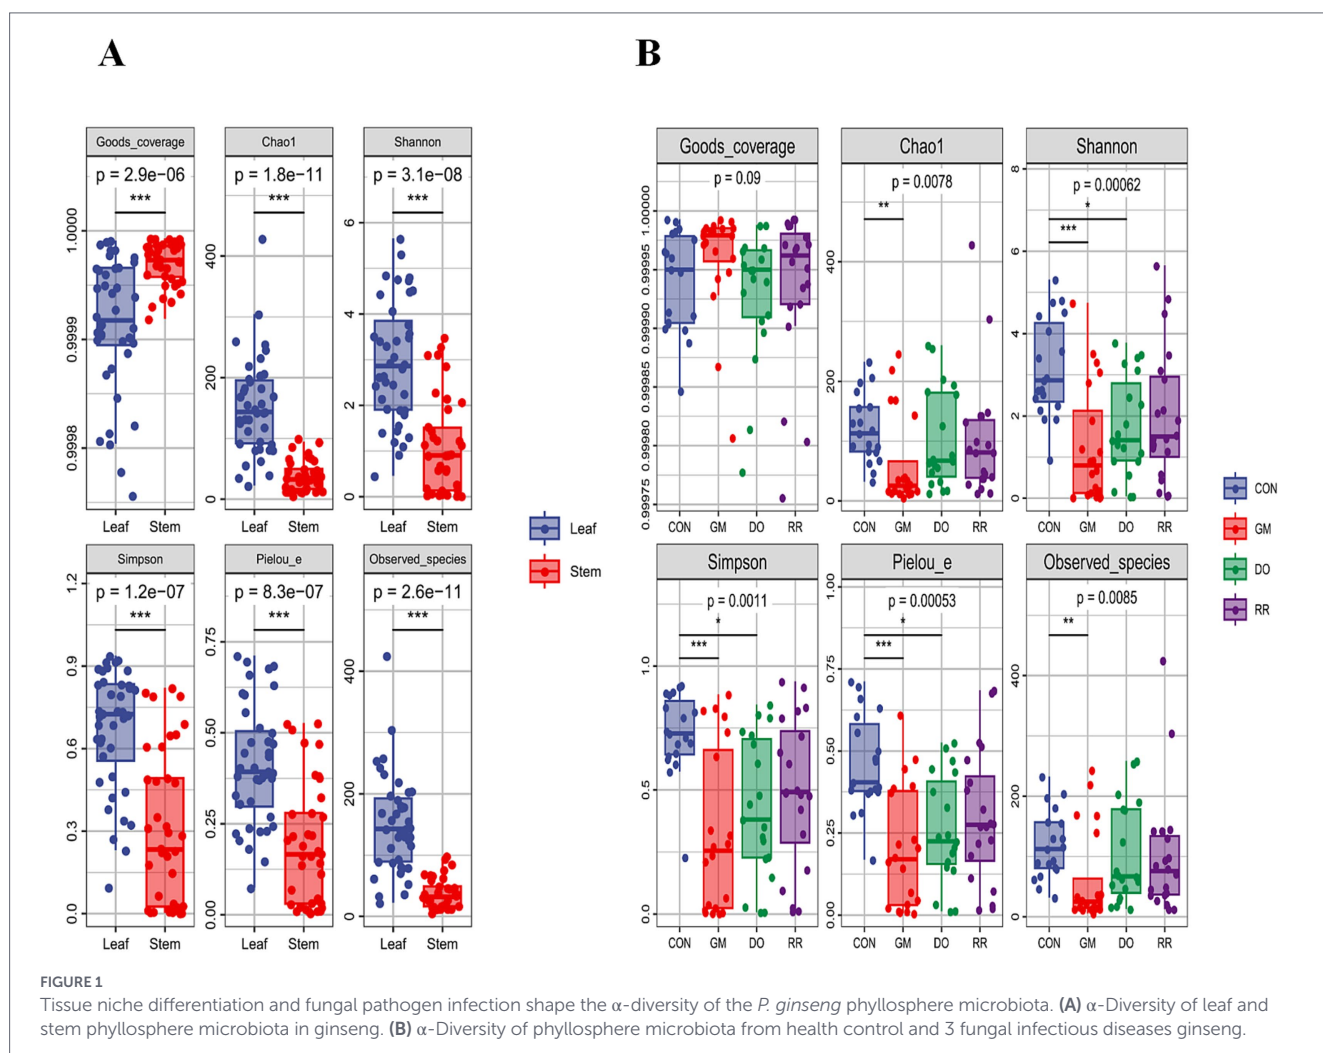 A
B
Goods_coverage
Chao1
Shannon
p = 2.9e−06
p = 1.8e−11
p = 3.1e−08
***
***
***
1.0000
0.9999
0.9998
400
200
0
6
4
2
0
Leaf
Stem
Leaf
Stem
Leaf
Stem
Simpson
Pielou_e
Observed_species
p = 1.2e−07
p = 8.3e−07
p = 2.6e−11
***
***
***
1.2
0.9
0.6
0.3
0.0
0.75
0.50
0.25
0.00
400
200
0
Leaf
Stem
Leaf
Stem
Leaf
Stem
Leaf
Stem
Goods_coverage
Chao1
Shannon
p = 0.09
p = 0.0078
p = 0.00062
**
*
***
1.00000
0.99995
0.99990
0.99985
0.99980
0.99975
400
200
0
8
6
4
2
0
CON
GM
DO
RR
CON
GM
DO
RR
CON
GM
DO
RR
Simpson
Pielou_e
Observed_species
p = 0.0011
p = 0.00053
p = 0.0085
*
***
*
***
**
1.0
0.5
0.0
1.00
0.75
0.50
0.25
0.00
400
200
0
CON
GM
DO
RR
CON
GM
DO
RR
CON
GM
DO
RR
CON
GM
DO
RR
FIGURE 1
Tissue niche differentiation and fungal pathogen infection shape the α-diversity of the P. ginseng phyllosphere microbiota. (A) α-Diversity of leaf and
stem phyllosphere microbiota in ginseng. (B) α-Diversity of phyllosphere microbiota from health control and 3 fungal infectious diseases ginseng.